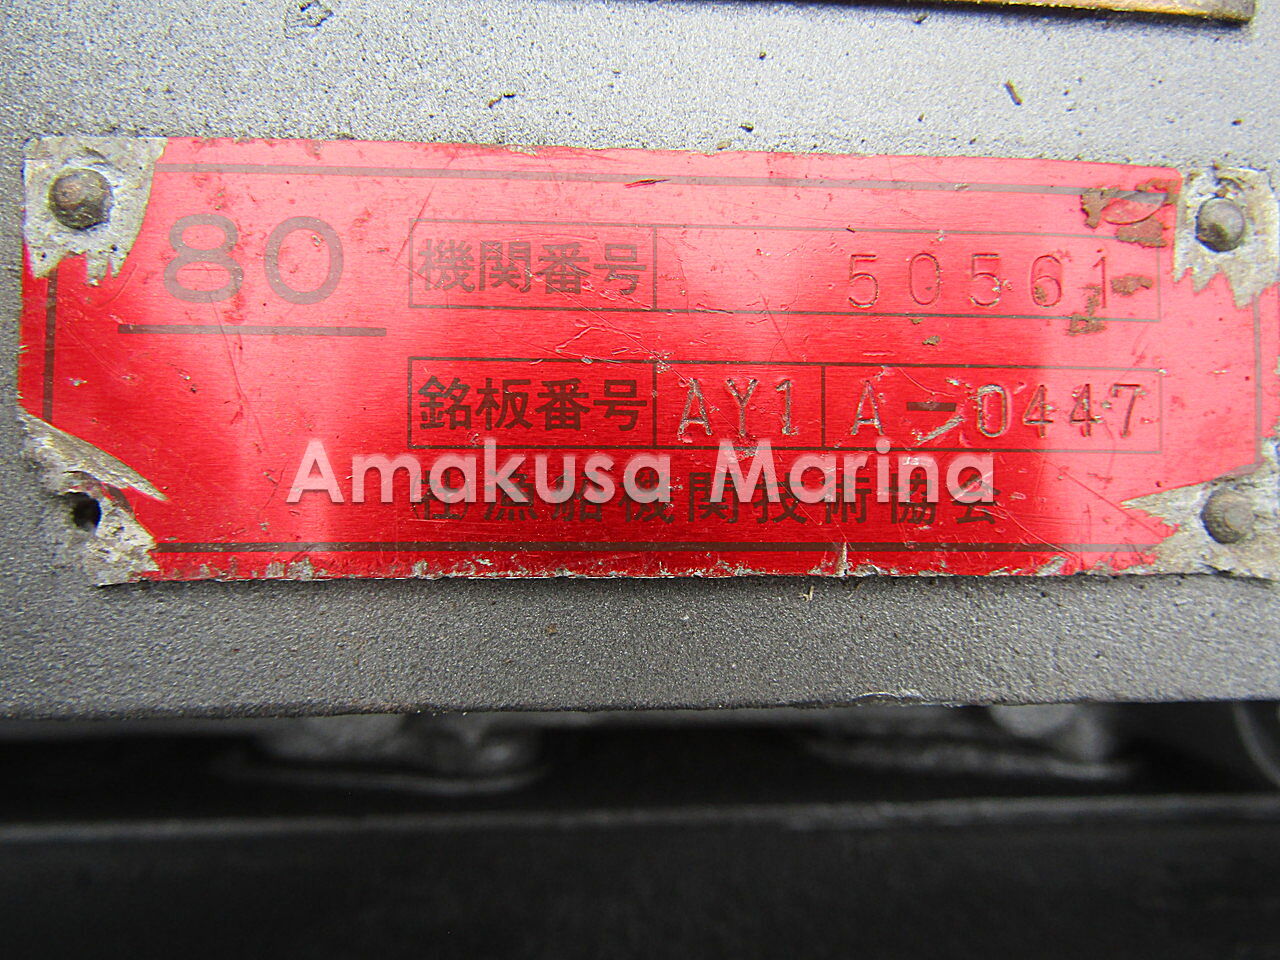 80
機関番号 50561
銘板番号 AY1 A-0447
Amakusa Marina
(社)漁船機関技術協会